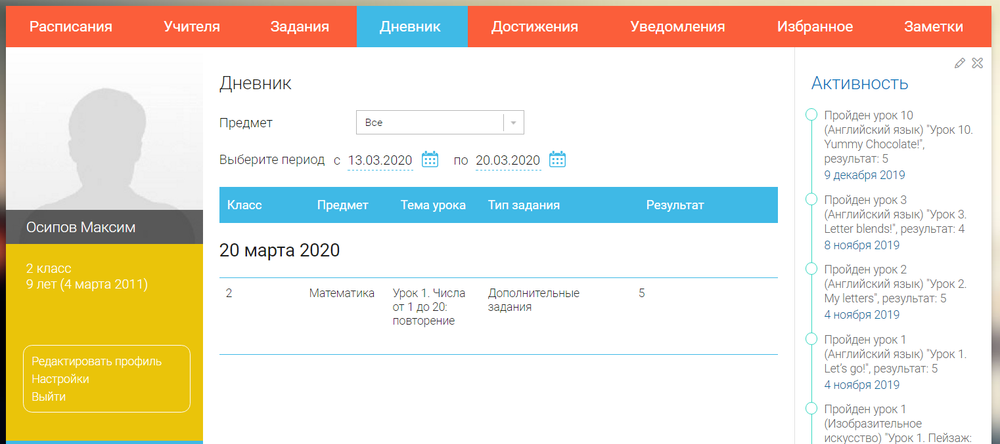 Расписания Учителя Задания Дневник Достижения Уведомления Избранное Заметки
Осипов Максим
2 класс
9 лет (4 марта 2011)
Редактировать профиль
Настройки
Выйти
Дневник
Предмет Все
Выберите период с 13.03.2020 по 20.03.2020
Класс Предмет Тема урока Тип задания Результат
20 марта 2020
2 Математика Урок 1. Числа Дополнительные 5
от 1 до 20: задания
повторение
Активность
Пройден урок 10
(Английский язык) "Урок 10.
Yummy Chocolate!",
результат: 5
9 декабря 2019
Пройден урок 3
(Английский язык) "Урок 3.
Letter blends!", результат: 4
8 ноября 2019
Пройден урок 2
(Английский язык) "Урок 2.
My letters", результат: 5
4 ноября 2019
Пройден урок 1
(Английский язык) "Урок 1.
Let’s go!", результат: 5
4 ноября 2019
Пройден урок 1
(Изобразительное
искусство) "Урок 1. Пейзаж: